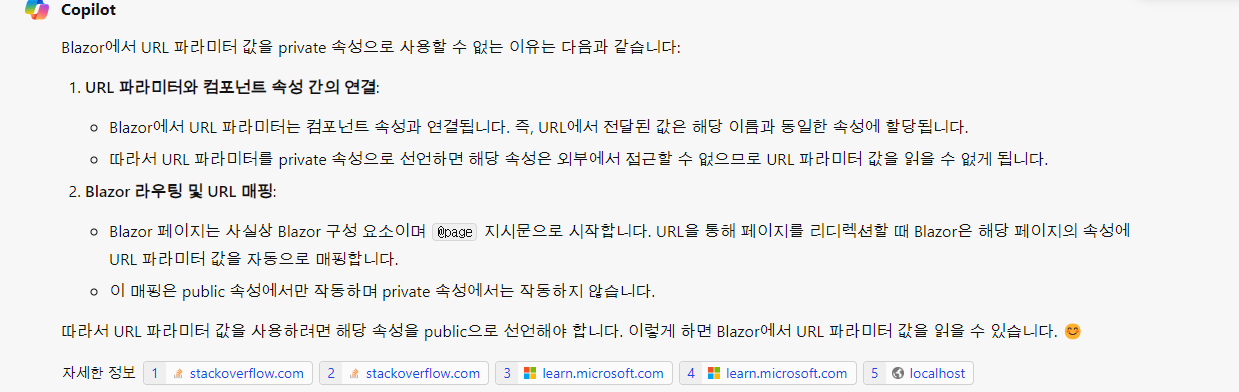 Copilot
Blazor에서 URL 파라미터 값을 private 속성으로 사용할 수 없는 이유는 다음과 같습니다:
1. URL 파라미터와 컴포넌트 속성 간의 연결:
○ Blazor에서 URL 파라미터는 컴포넌트 속성과 연결됩니다. 즉, URL에서 전달된 값은 해당 이름과 동일한 속성에 할당됩니다.
○ 따라서 URL 파라미터를 private 속성으로 선언하면 해당 속성은 외부에서 접근할 수 없으므로 URL 파라미터 값을 읽을 수 없게 됩니다.
2. Blazor 라우팅 및 URL 매핑:
○ Blazor 페이지는 사실상 Blazor 구성 요소이며 @page 지시문으로 시작합니다. URL을 통해 페이지를 리디렉션할 때 Blazor은 해당 페이지의 속성에
URL 파라미터 값을 자동으로 매핑합니다.
○ 이 매핑은 public 속성에서만 작동하며 private 속성에서는 작동하지 않습니다.
따라서 URL 파라미터 값을 사용하려면 해당 속성을 public으로 선언해야 합니다. 이렇게 하면 Blazor에서 URL 파라미터 값을 읽을 수 있습니다. 😊
자세한 정보 1 stackoverflow.com 2 stackoverflow.com 3 learn.microsoft.com 4 learn.microsoft.com 5 localhost